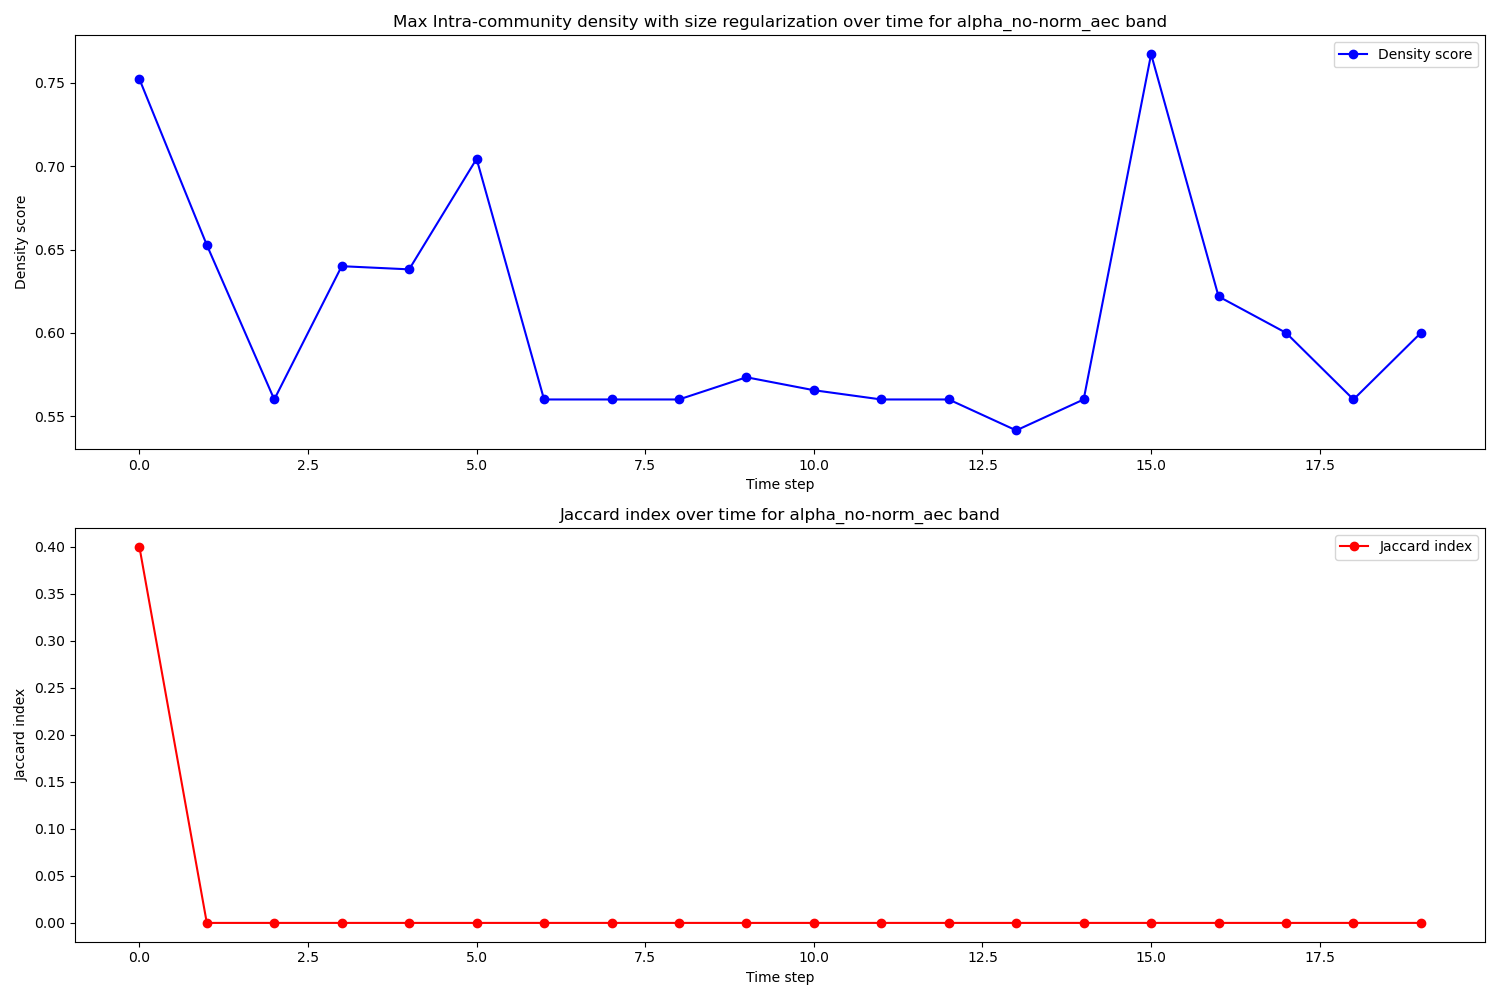 Max Intra-community density with size regularization over time for alpha_no-norm_aec band
Density score
0.75
0.70
0.65
0.60
0.55
Density score
0.0 2.5 5.0 7.5 10.0 12.5 15.0 17.5
Time step
Jaccard index over time for alpha_no-norm_aec band
Jaccard index
0.40
0.35
0.30
0.25
0.20
0.15
0.10
0.05
0.00
Jaccard index
0.0 2.5 5.0 7.5 10.0 12.5 15.0 17.5
Time step